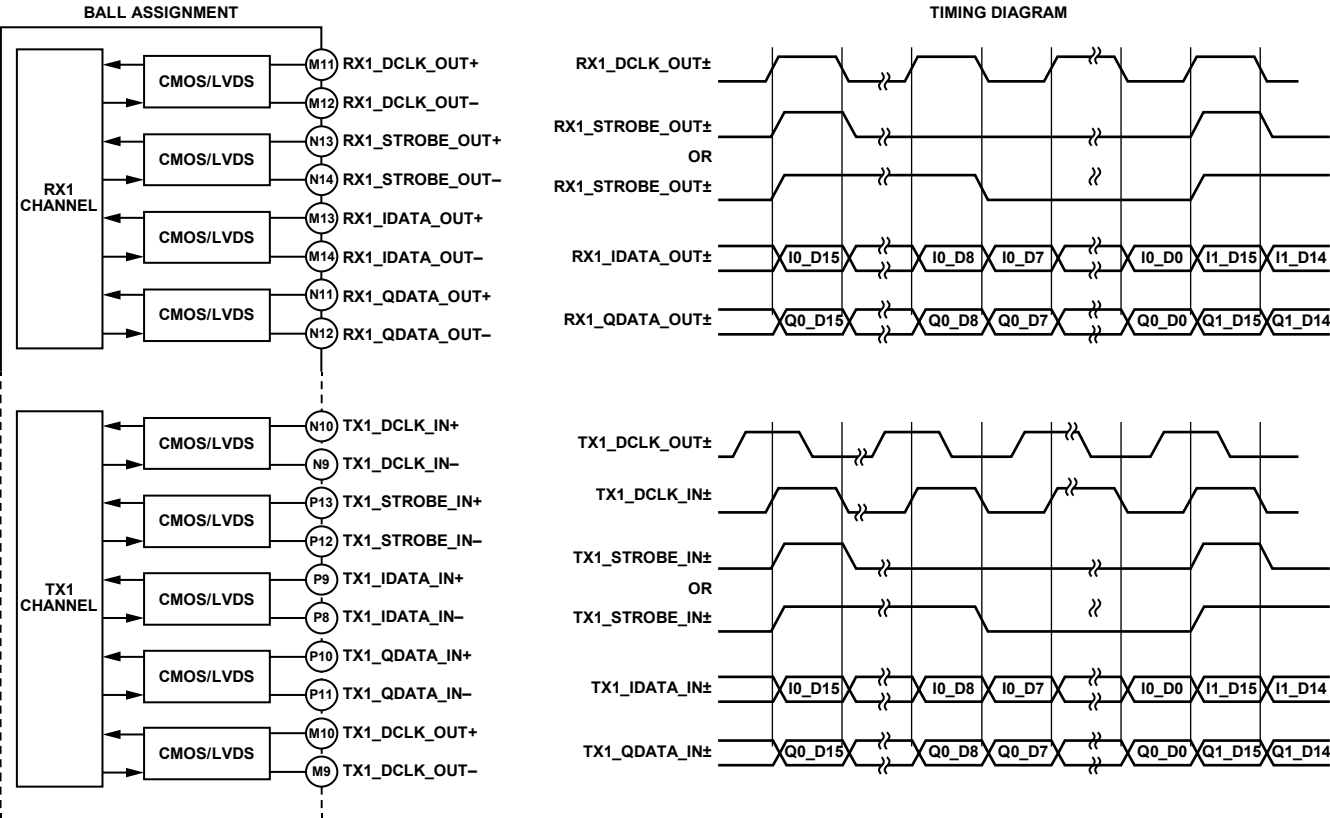 BALL ASSIGNMENT
TIMING DIAGRAM
RX1
CHANNEL
CMOS/LVDS
M11 RX1_DCLK_OUT+
M12 RX1_DCLK_OUT–
CMOS/LVDS
N13 RX1_STROBE_OUT+
N14 RX1_STROBE_OUT–
CMOS/LVDS
M13 RX1_IDATA_OUT+
M14 RX1_IDATA_OUT–
CMOS/LVDS
N11 RX1_QDATA_OUT+
N12 RX1_QDATA_OUT–
RX1_DCLK_OUT±
RX1_STROBE_OUT±
OR
RX1_STROBE_OUT±
RX1_IDATA_OUT± I0_D15 I0_D8 I0_D7 I0_D0 I1_D15 I1_D14
RX1_QDATA_OUT± Q0_D15 Q0_D8 Q0_D7 Q0_D0 Q1_D15 Q1_D14
TX1
CHANNEL
CMOS/LVDS
N10 TX1_DCLK_IN+
N9 TX1_DCLK_IN–
CMOS/LVDS
P13 TX1_STROBE_IN+
P12 TX1_STROBE_IN–
CMOS/LVDS
P9 TX1_IDATA_IN+
P8 TX1_IDATA_IN–
CMOS/LVDS
P10 TX1_QDATA_IN+
P11 TX1_QDATA_IN–
CMOS/LVDS
M10 TX1_DCLK_OUT+
M9 TX1_DCLK_OUT–
TX1_DCLK_OUT±
TX1_DCLK_IN±
TX1_STROBE_IN±
OR
TX1_STROBE_IN±
TX1_IDATA_IN± I0_D15 I0_D8 I0_D7 I0_D0 I1_D15 I1_D14
TX1_QDATA_IN± Q0_D15 Q0_D8 Q0_D7 Q0_D0 Q1_D15 Q1_D14